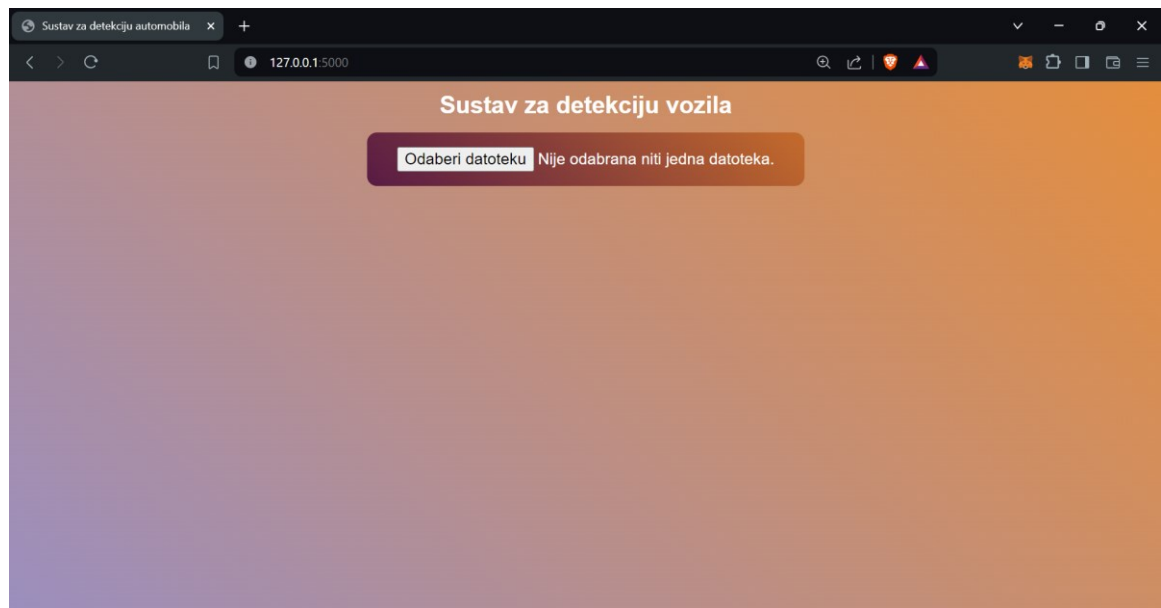 Sustav za detekciju automobila
127.0.0.1:5000
Sustav za detekciju vozila
Odaberi datoteku Nije odabrana niti jedna datoteka.